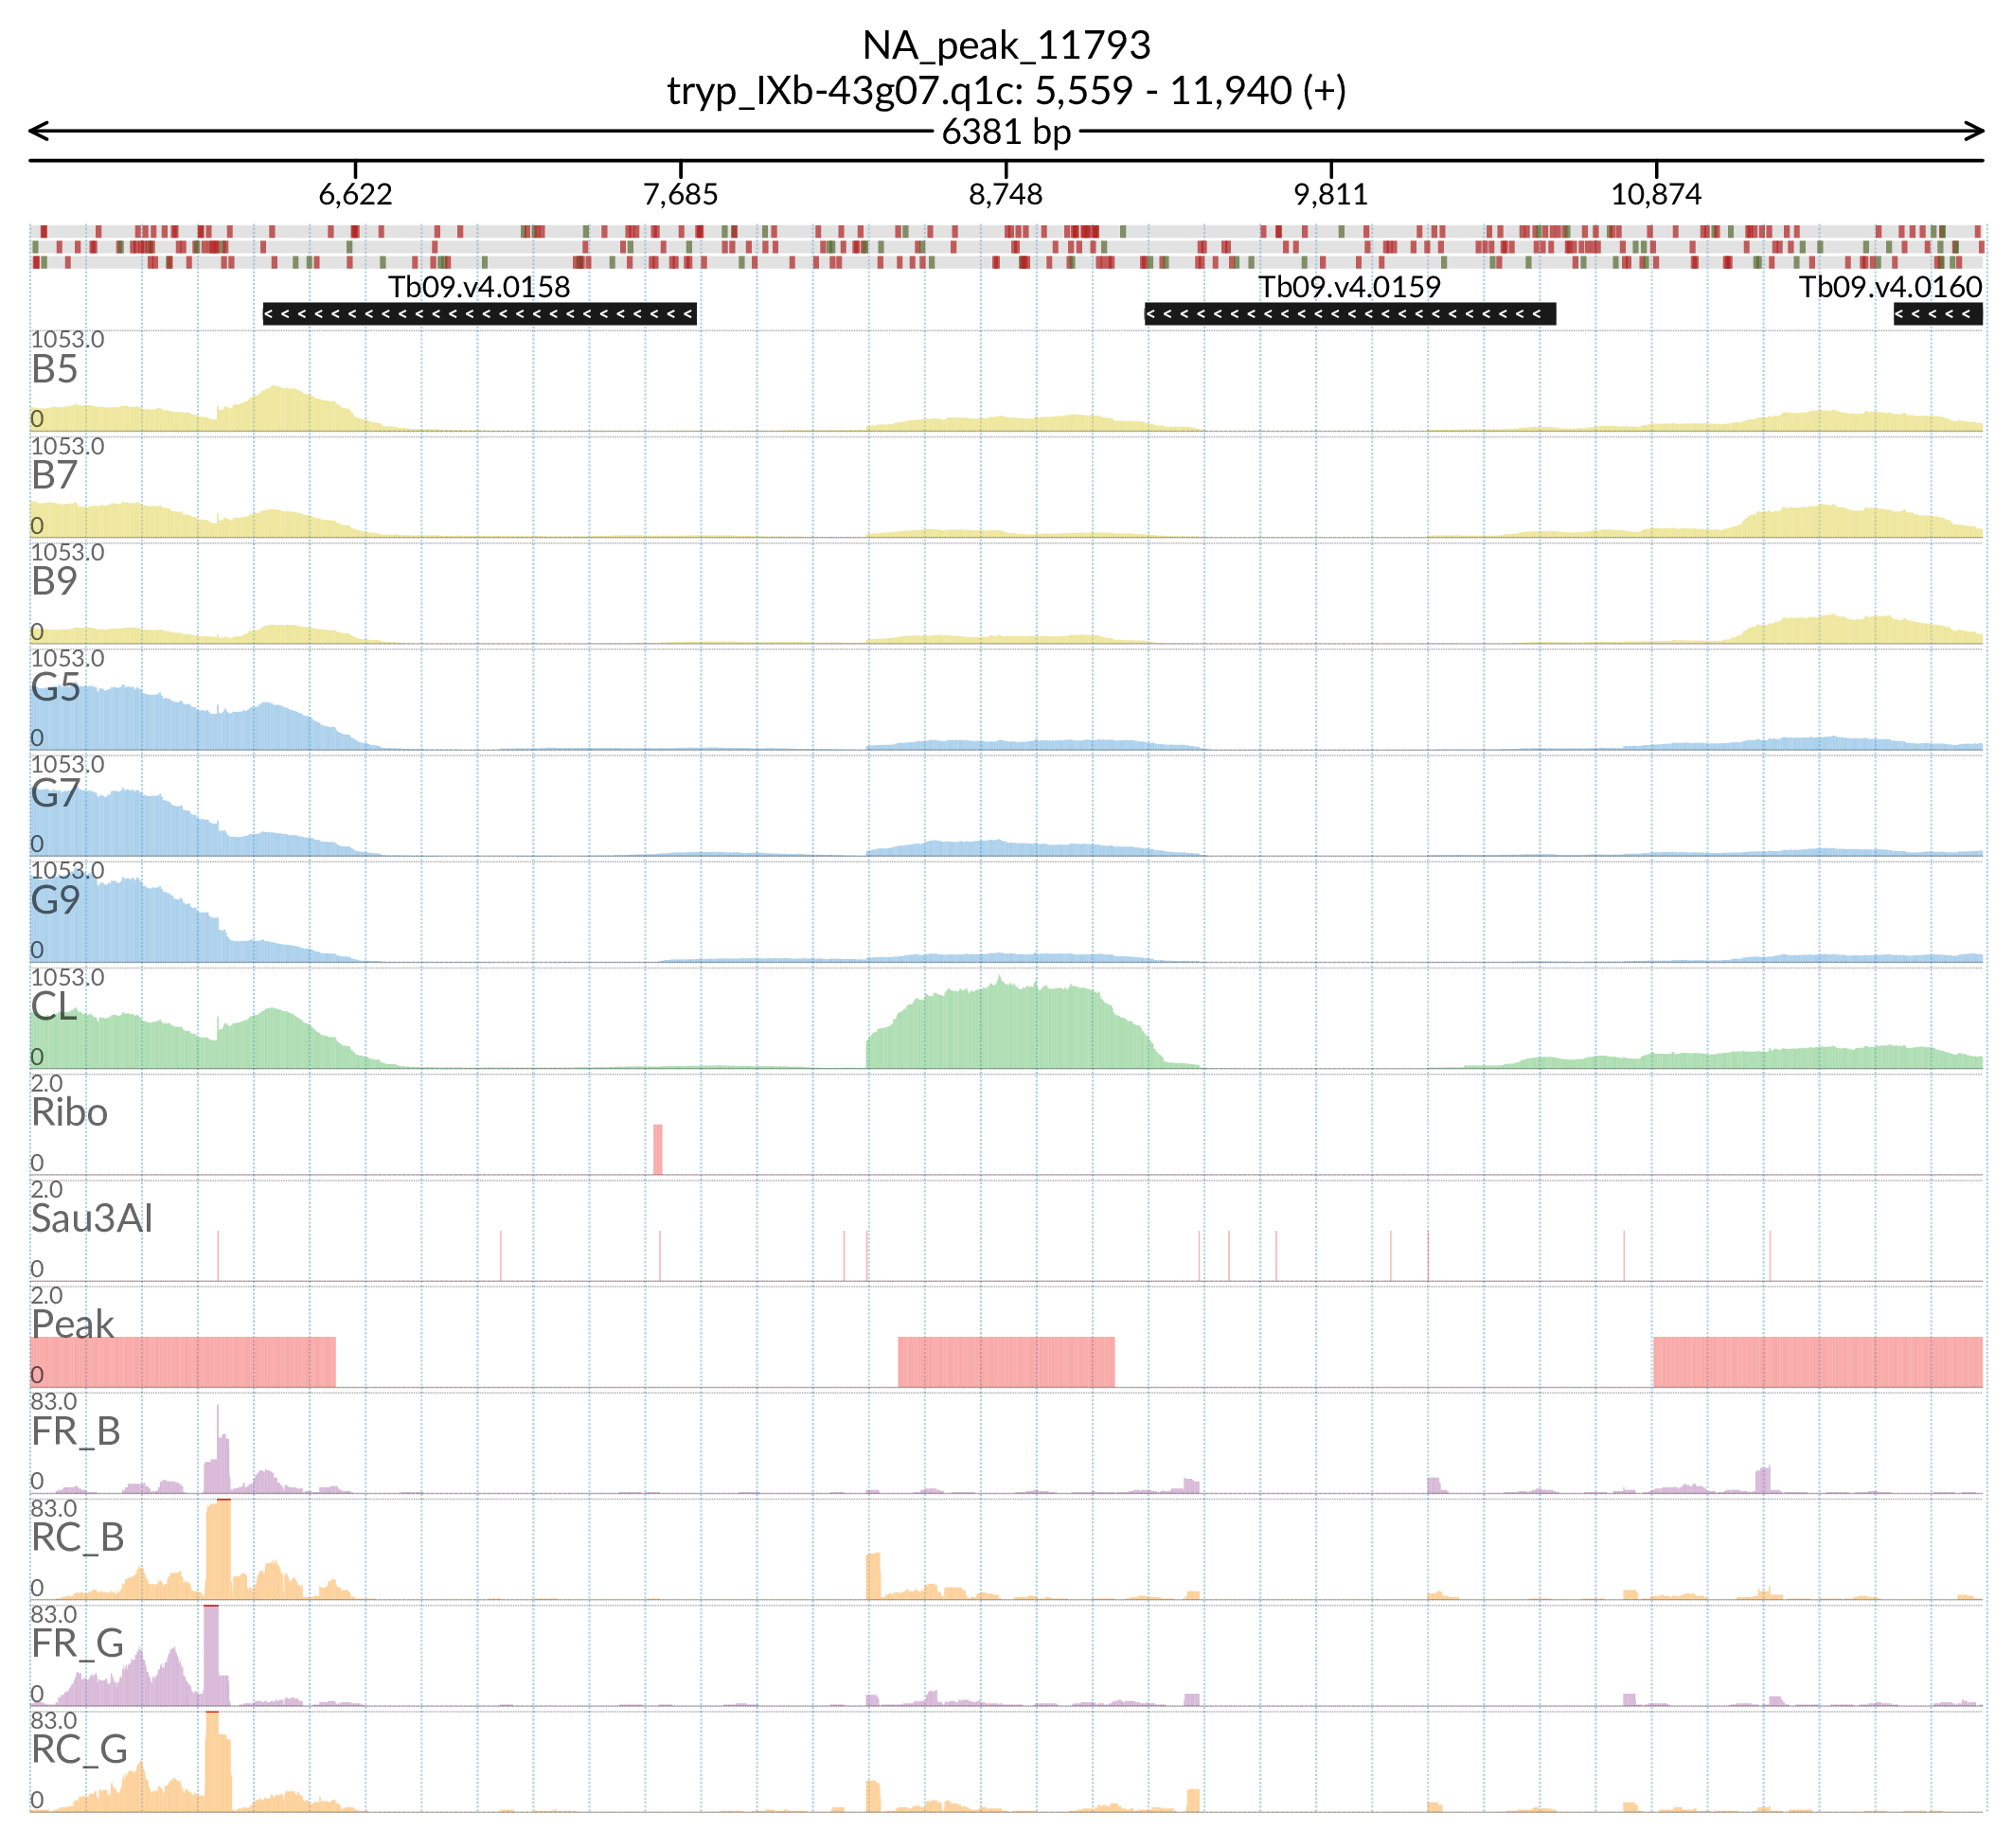 NA_peak_11793
tryp_IXb-43g07.q1c: 5,559 - 11,940 (+)
6381 bp
6,622 7,685 8,748 9,811 10,874
Tb09.v4.0158 Tb09.v4.0159 Tb09.v4.0160
1053.0
B5
0
1053.0
B7
0
1053.0
B9
0
1053.0
G5
0
1053.0
G7
0
1053.0
G9
0
1053.0
CL
0
2.0
Ribo
0
2.0
Sau3AI
0
2.0
Peak
0
83.0
FR_B
0
83.0
RC_B
0
83.0
FR_G
0
83.0
RC_G
0